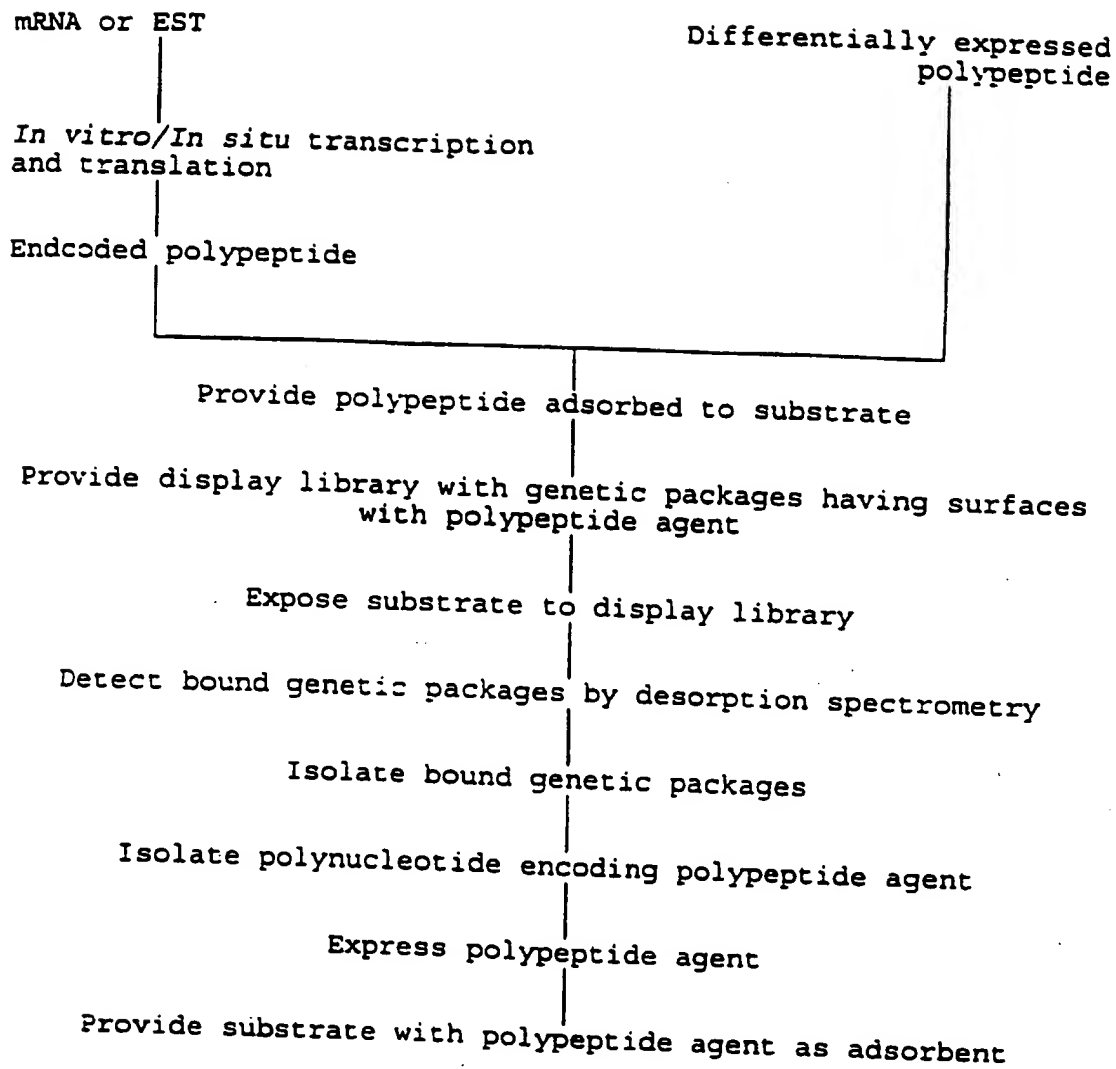 mRNA or EST
Differentially expressed
polypeptide
In vitro/In situ transcription
and translation
Endcoded polypeptide
Provide polypeptide adsorbed to substrate
Provide display library with genetic packages having surfaces
with polypeptide agent
Expose substrate to display library
Detect bound genetic packages by desorption spectrometry
Isolate bound genetic packages
Isolate polynucleotide encoding polypeptide agent
Express polypeptide agent
Provide substrate with polypeptide agent as adsorbent